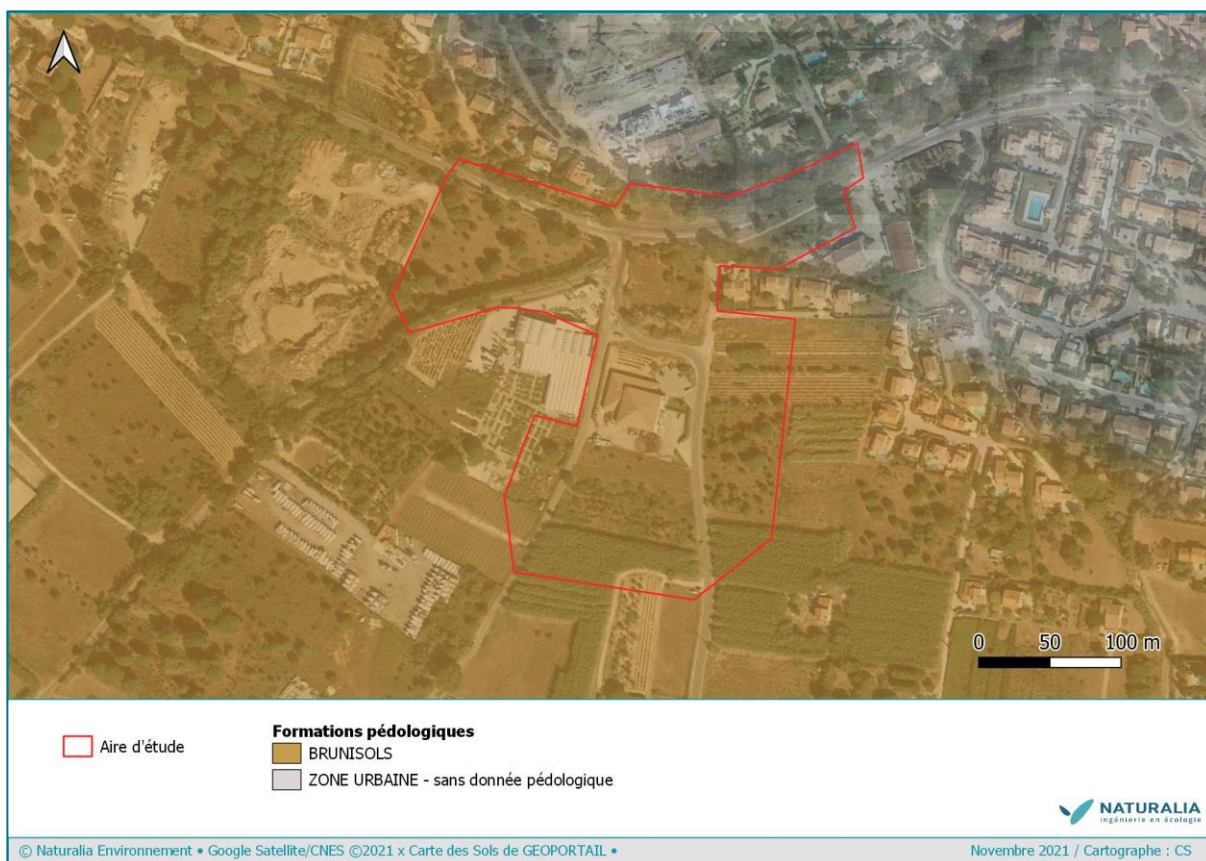 0 50 100 m
Aire d'étude
Formations pédologiques
BRUNISOLS
ZONE URBAINE - sans donnée pédologique
NATURALIA
ingénierie en écologie
© Naturalia Environnement • Google Satellite/CNES ©2021 x Carte des Sols de GEOPORTAIL •
Novembre 2021 / Cartographe : CS